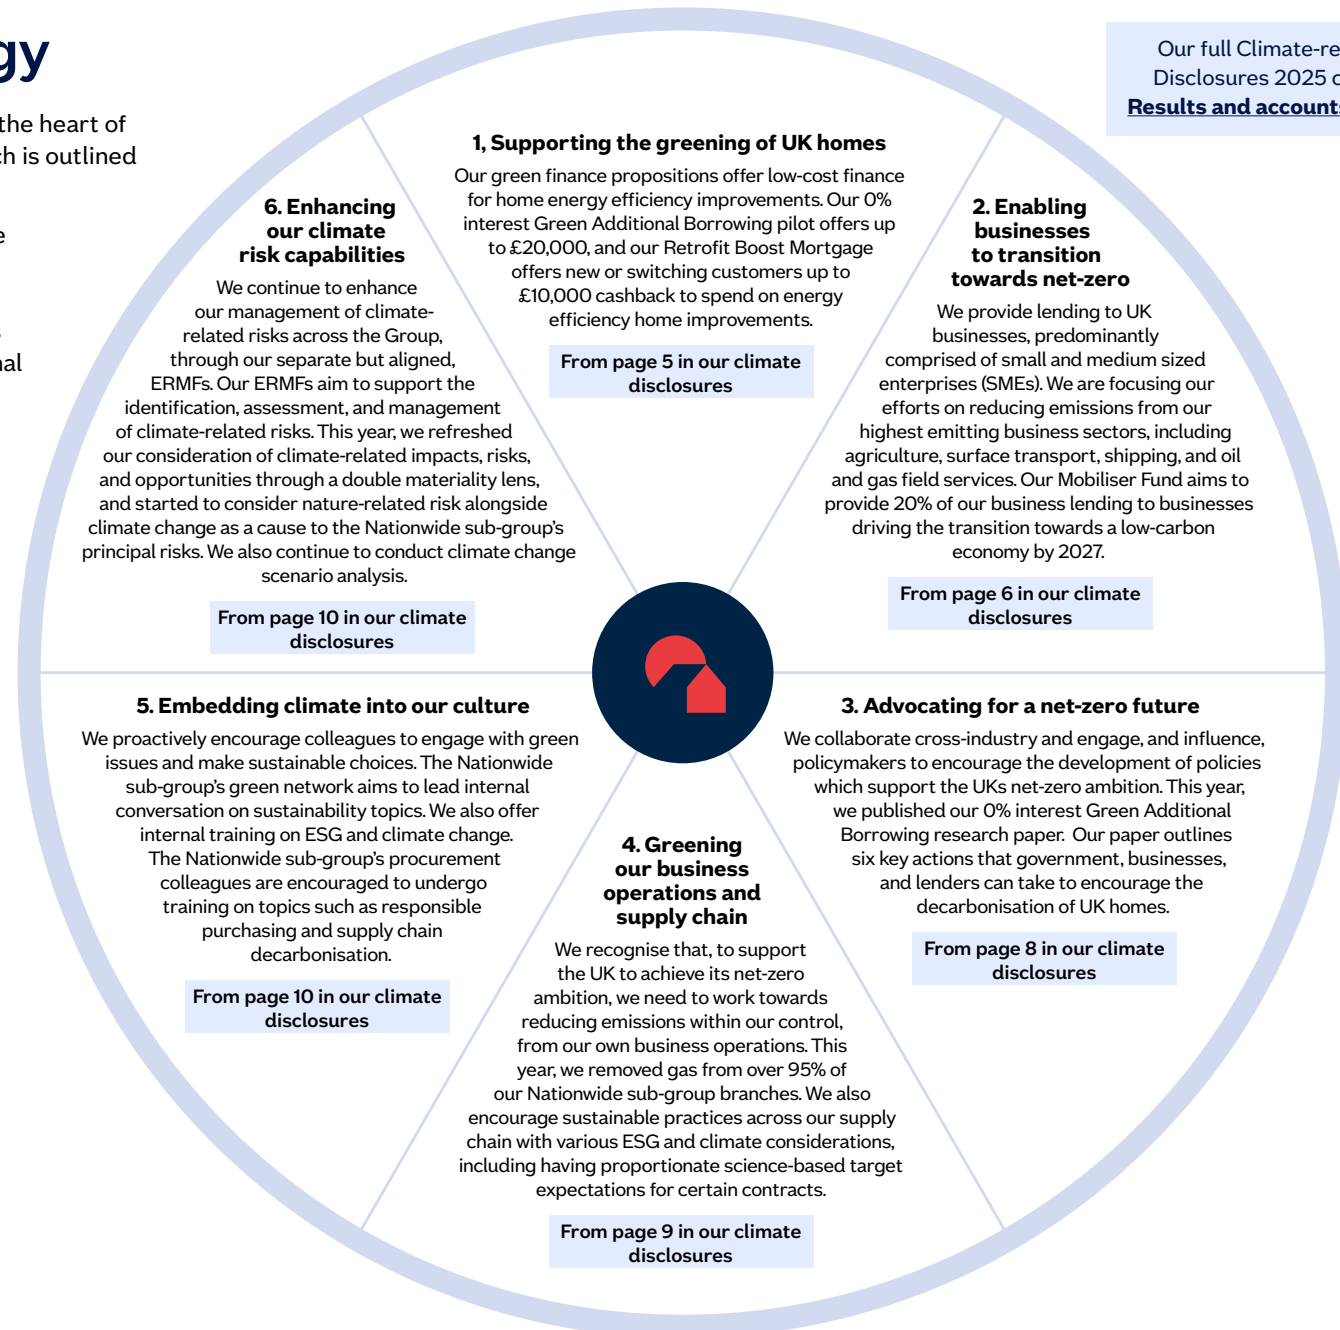 gy
the heart of
ch is outlined
e
s
nal
Our full Climate-re
Disclosures 2025 c
Results and accounts
1, Supporting the greening of UK homes
Our green finance propositions offer low-cost finance
for home energy efficiency improvements. Our 0%
interest Green Additional Borrowing pilot offers up
to £20,000, and our Retrofit Boost Mortgage
offers new or switching customers up to
£10,000 cashback to spend on energy
efficiency home improvements.
From page 5 in our climate
disclosures
2. Enabling
businesses
to transition
towards net-zero
We provide lending to UK
businesses, predominantly
comprised of small and medium sized
enterprises (SMEs). We are focusing our
efforts on reducing emissions from our
highest emitting business sectors, including
agriculture, surface transport, shipping, and oil
and gas field services. Our Mobiliser Fund aims to
provide 20% of our business lending to businesses
driving the transition towards a low-carbon
economy by 2027.
From page 6 in our climate
disclosures
3. Advocating for a net-zero future
We collaborate cross-industry and engage, and influence,
policymakers to encourage the development of policies
which support the UKs net-zero ambition. This year,
we published our 0% interest Green Additional
Borrowing research paper. Our paper outlines
six key actions that government, businesses,
and lenders can take to encourage the
decarbonisation of UK homes.
From page 8 in our climate
disclosures
4. Greening
our business
operations and
supply chain
We recognise that, to support
the UK to achieve its net-zero
ambition, we need to work towards
reducing emissions within our control,
from our own business operations. This
year, we removed gas from over 95% of
our Nationwide sub-group branches. We also
encourage sustainable practices across our supply
chain with various ESG and climate considerations,
including having proportionate science-based target
expectations for certain contracts.
From page 9 in our climate
disclosures
5. Embedding climate into our culture
We proactively encourage colleagues to engage with green
issues and make sustainable choices. The Nationwide
sub-group's green network aims to lead internal
conversation on sustainability topics. We also offer
internal training on ESG and climate change.
The Nationwide sub-group's procurement
colleagues are encouraged to undergo
training on topics such as responsible
purchasing and supply chain
decarbonisation.
From page 10 in our climate
disclosures
6. Enhancing
our climate
risk capabilities
We continue to enhance
our management of climate-
related risks across the Group,
through our separate but aligned,
ERMFs. Our ERMFs aim to support the
identification, assessment, and management
of climate-related risks. This year, we refreshed
our consideration of climate-related impacts, risks,
and opportunities through a double materiality lens,
and started to consider nature-related risk alongside
climate change as a cause to the Nationwide sub-group's
principal risks. We also continue to conduct climate change
scenario analysis.
From page 10 in our climate
disclosures